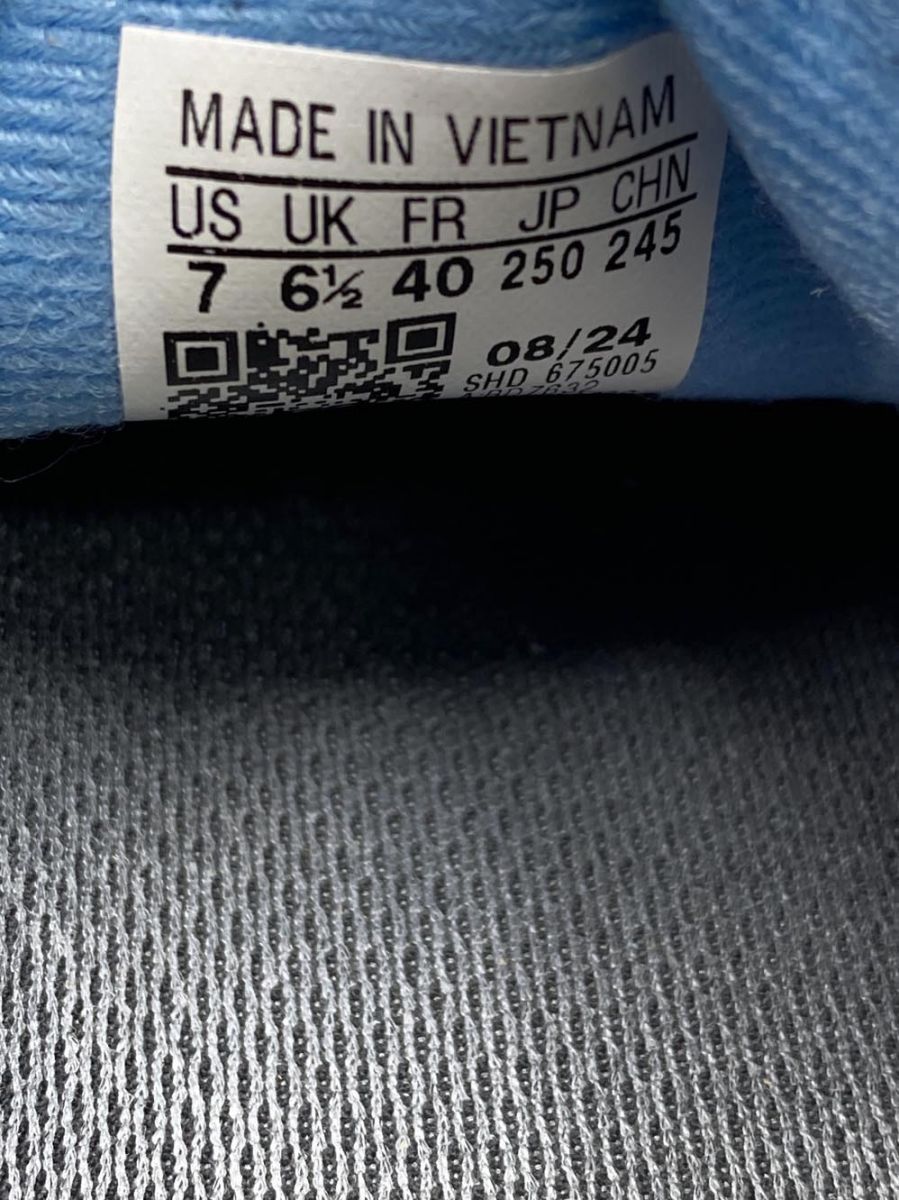 MADE IN VIETNAM
US UK FR JP CHN
7 6½ 40 250 245
08/24
SHD 675005